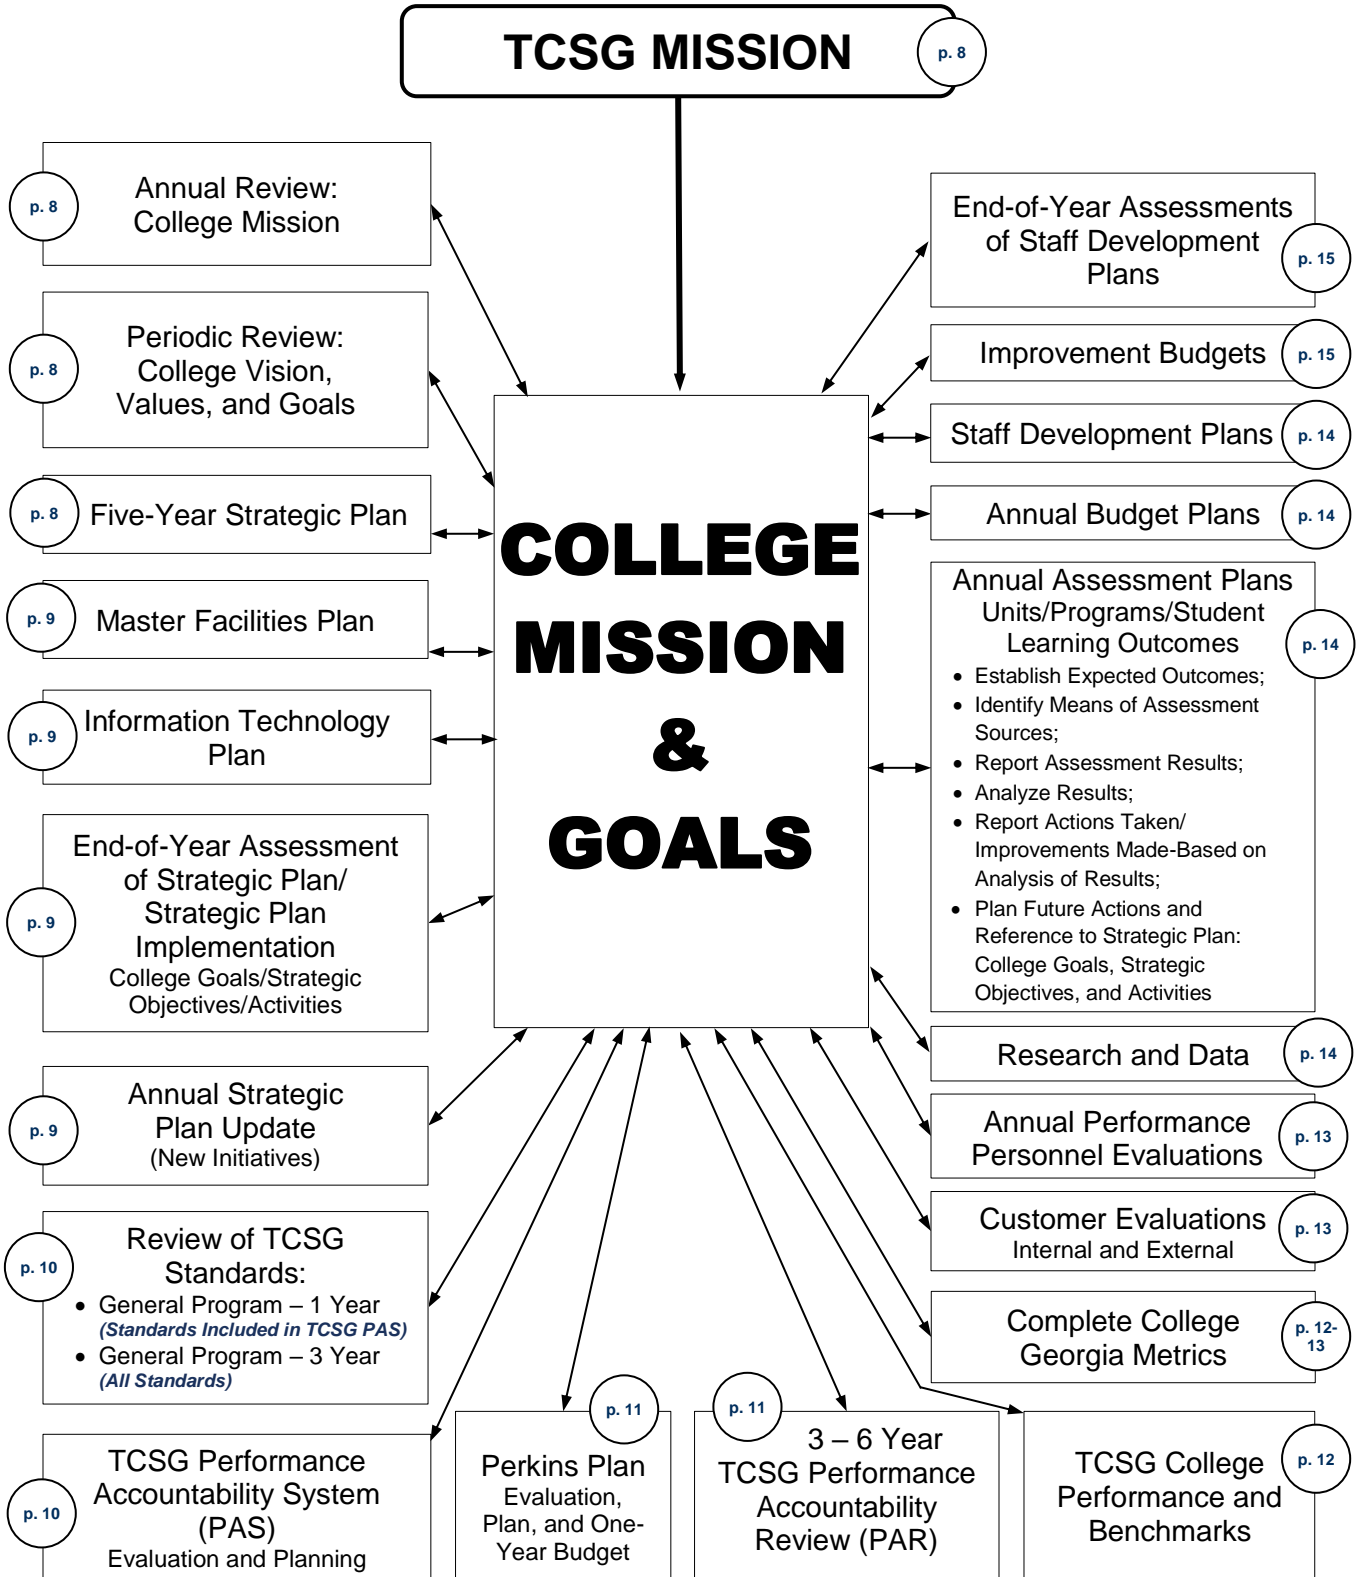 TCSG MISSION
p. 8
Annual Review:
College Mission
p. 8
Periodic Review:
College Vision,
Values, and Goals
p. 8
Five-Year Strategic Plan
p. 8
Master Facilities Plan
p. 9
Information Technology
Plan
p. 9
End-of-Year Assessment
of Strategic Plan/
Strategic Plan
Implementation
College Goals/Strategic
Objectives/Activities
p. 9
Annual Strategic
Plan Update
(New Initiatives)
p. 9
Review of TCSG
Standards:
• General Program – 1 Year
(Standards Included in TCSG PAS)
• General Program – 3 Year
(All Standards)
p. 10
TCSG Performance
Accountability System
(PAS)
Evaluation and Planning
p. 10
COLLEGE
MISSION
&
GOALS
Perkins Plan
Evaluation,
Plan, and One-
Year Budget
p. 11
3 – 6 Year
TCSG Performance
Accountability
Review (PAR)
p. 11
End-of-Year Assessments
of Staff Development
Plans
p. 15
Improvement Budgets
p. 15
Staff Development Plans
p. 14
Annual Budget Plans
p. 14
Annual Assessment Plans
Units/Programs/Student
Learning Outcomes
• Establish Expected Outcomes;
• Identify Means of Assessment
Sources;
• Report Assessment Results;
• Analyze Results;
• Report Actions Taken/
Improvements Made-Based on
Analysis of Results;
• Plan Future Actions and
Reference to Strategic Plan:
College Goals, Strategic
Objectives, and Activities
p. 14
Research and Data
p. 14
Annual Performance
Personnel Evaluations
p. 13
Customer Evaluations
Internal and External
p. 13
Complete College
Georgia Metrics
p. 12-
13
TCSG College
Performance and
Benchmarks
p. 12